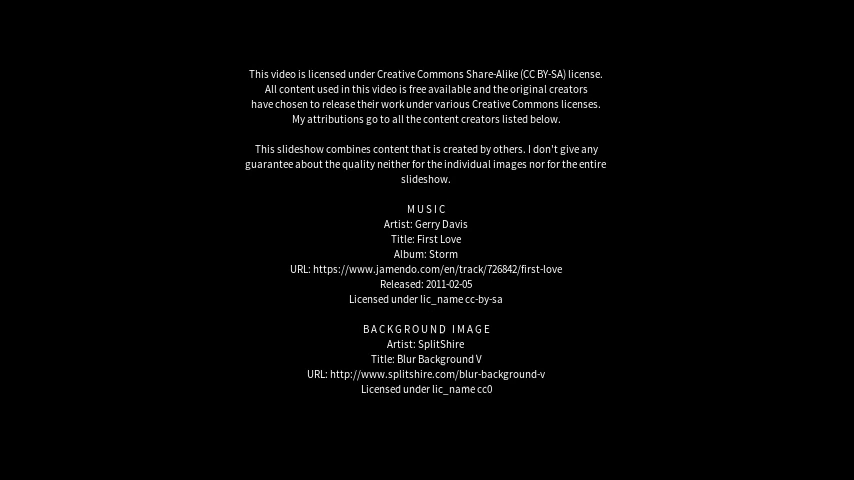 This video is licensed under Creative Commons Share-Alike (CC BY-SA) license.
All content used in this video is free available and the original creators
have chosen to release their work under various Creative Commons licenses.
My attributions go to all the content creators listed below.
This slideshow combines content that is created by others. I don't give any
guarantee about the quality neither for the individual images nor for the entire
slideshow.
MUSIC
Artist: Gerry Davis
Title: First Love
Album: Storm
URL: https://www.jamendo.com/en/track/726842/first-love
Released: 2011-02-05
Licensed under lic_name cc-by-sa
BACKGROUND IMAGE
Artist: SplitShire
Title: Blur Background V
URL: http://www.splitshire.com/blur-background-v
Licensed under lic_name cc0